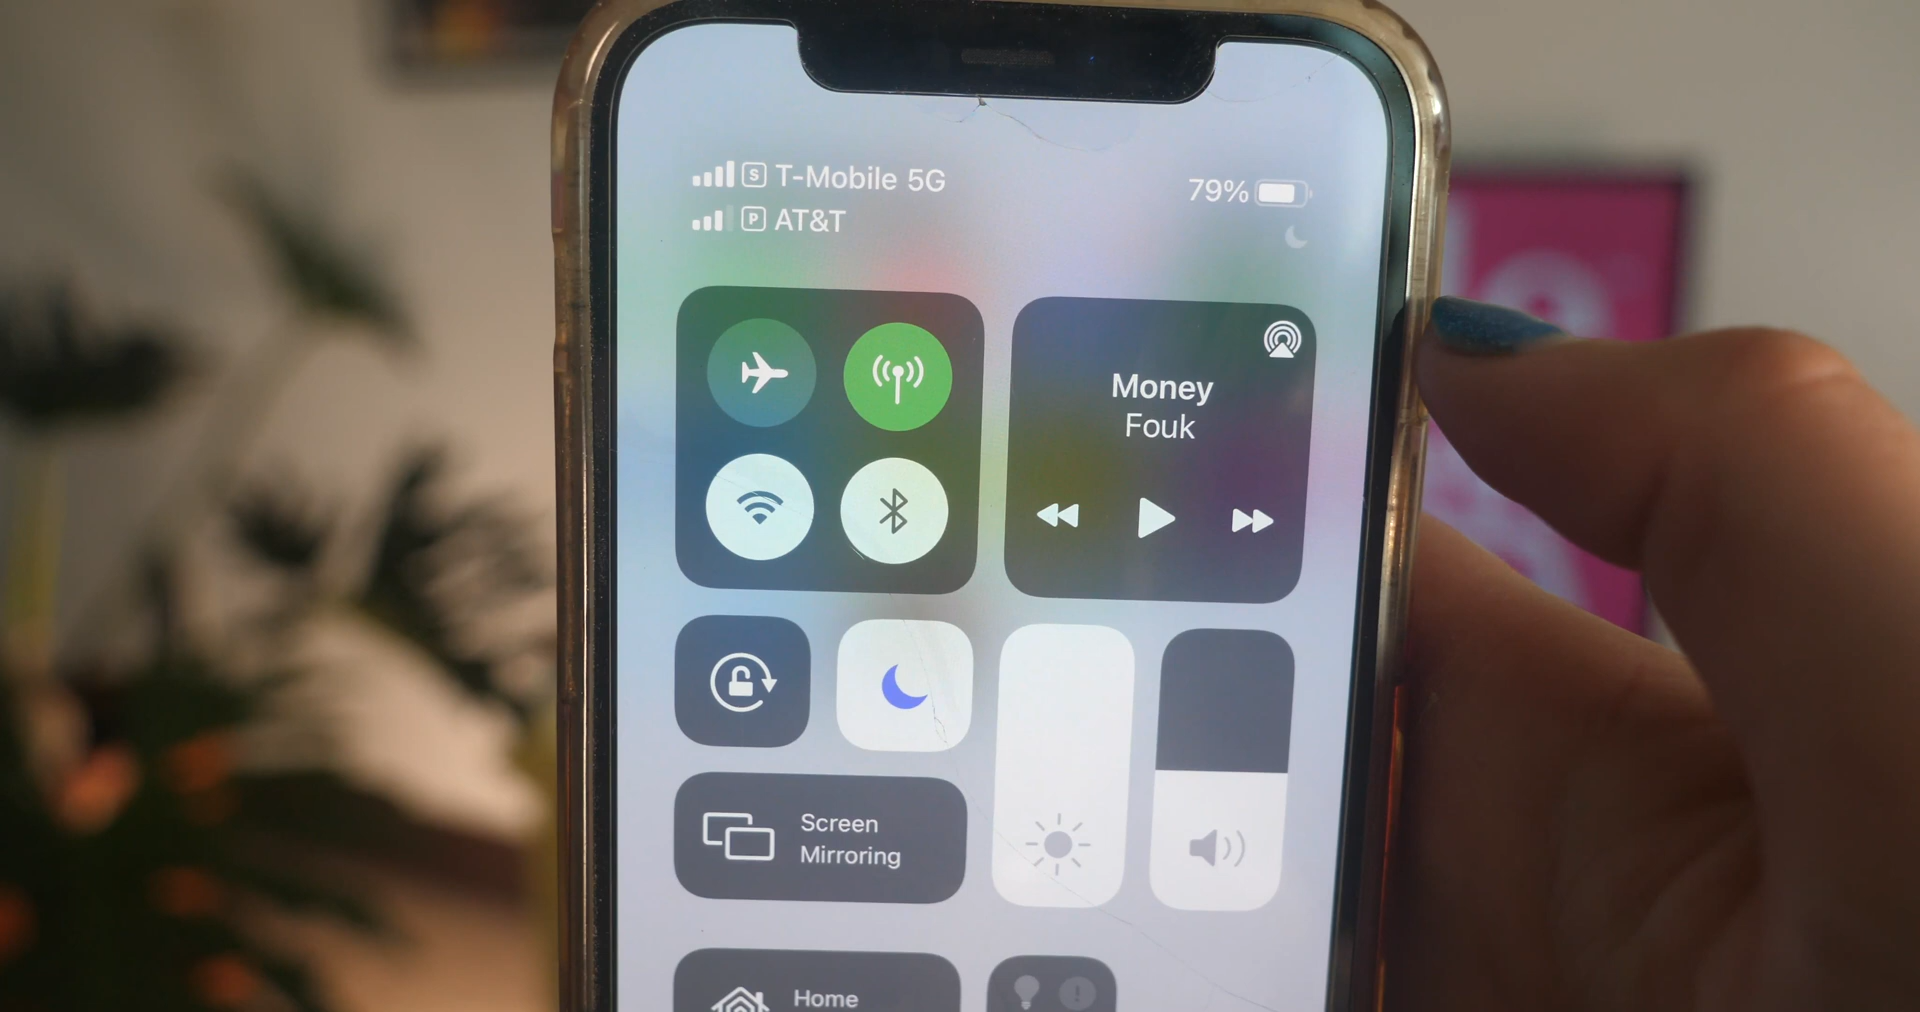 S T-Mobile 5G
79%
P AT&T
Money
Fouk
Screen
Mirroring
Home